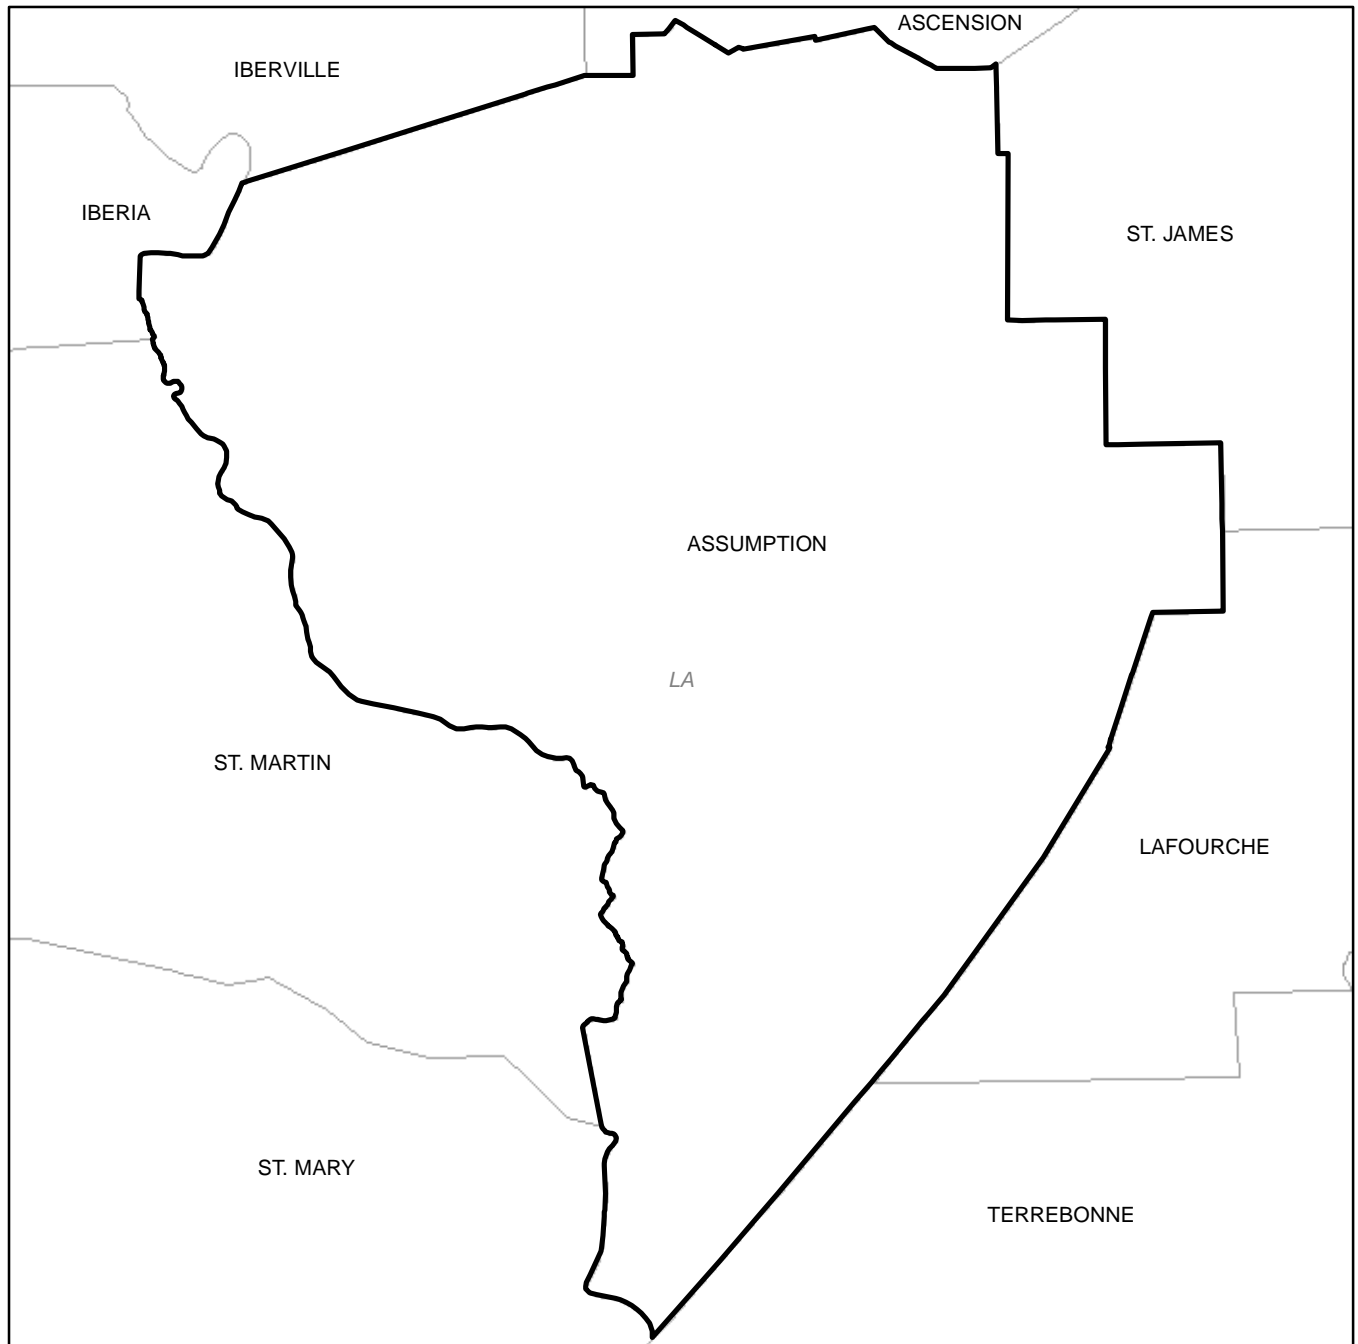 ASCENSION
IBERVILLE
IBERIA
ST. JAMES
ASSUMPTION
LA
ST. MARTIN
LAFOURCHE
ST. MARY
TERREBONNE